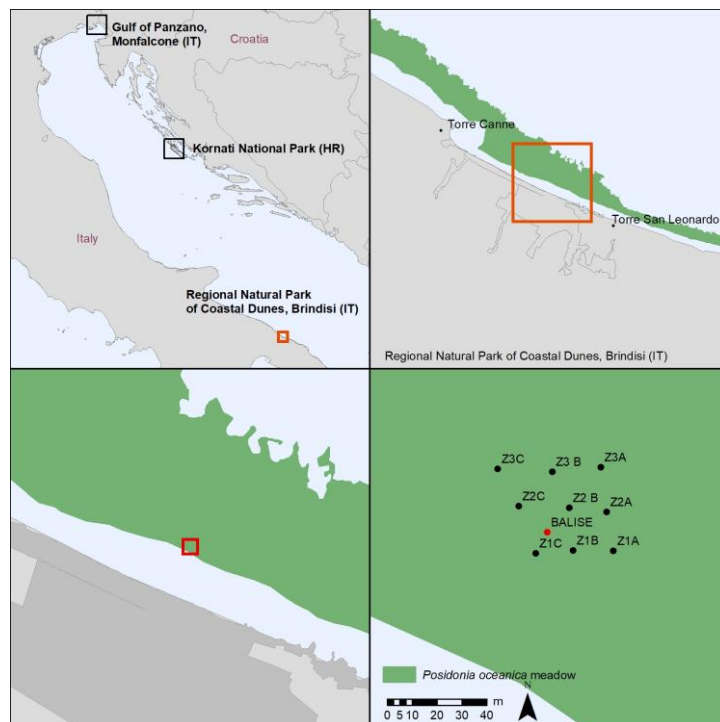 Gulf of Panzano,
Monfalcone (IT)
Croatia
Kornati National Park (HR)
Italy
Regional Natural Park
of Coastal Dunes, Brindisi (IT)
Torre Canne
Torre San Leonardo
Regional Natural Park of Coastal Dunes, Brindisi (IT)
Z3C
Z3 B
Z3A
Z2C
Z2 B
Z2A
BALISE
Z1C
Z1B
Z1A
Posidonia oceanica meadow
N
m
0 5 10 20 40